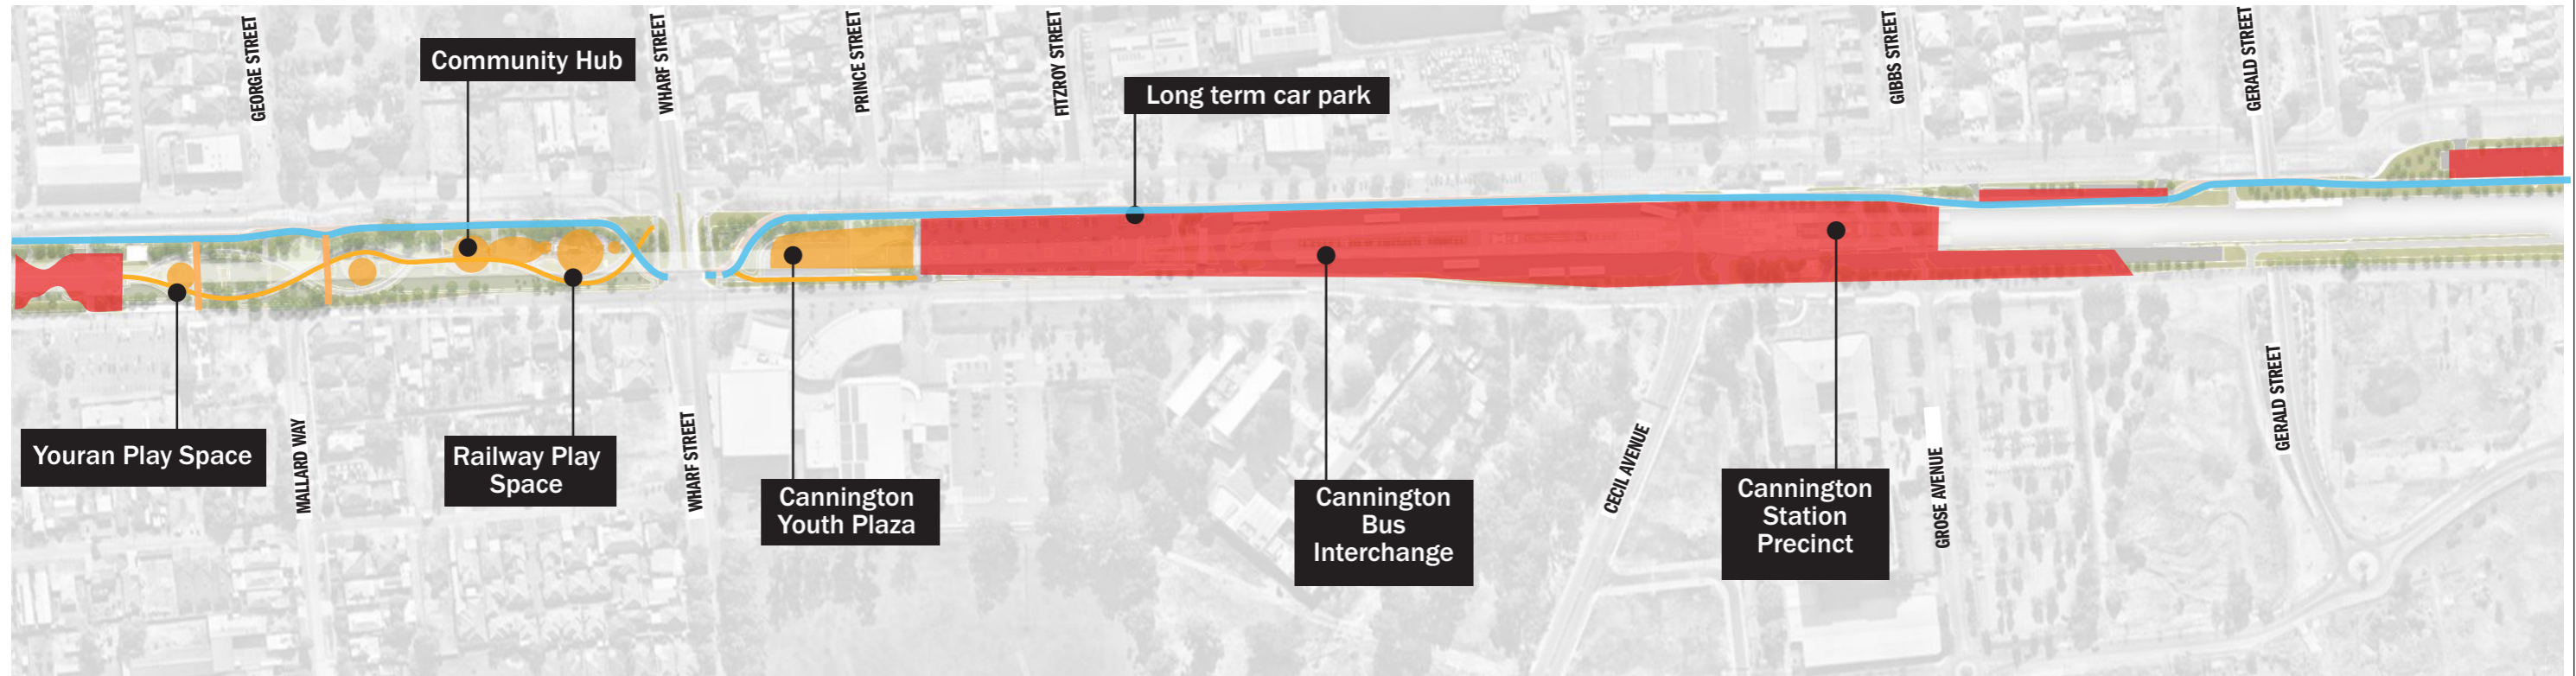 GEORGE STREET
Community Hub
WHARF STREET
PRINCE STREET
FITZROY STREET
Long term car park
GIBBS STREET
GERALD STREET
Youran Play Space
MALLARD WAY
Railway Play
Space
WHARF STREET
Cannington
Youth Plaza
Cannington
Bus
Interchange
CECIL AVENUE
Cannington
Station
Precinct
GROSE AVENUE
GERALD STREET